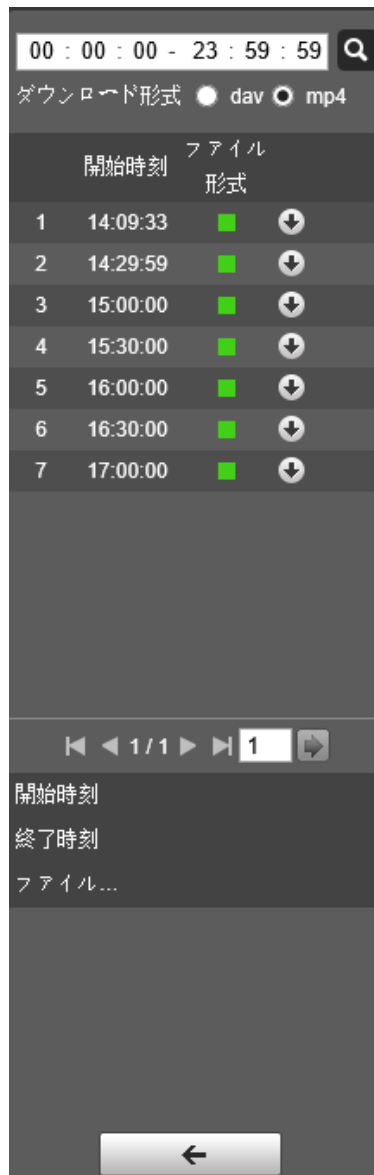 00 : 00 : 00 - 23 : 59 : 59
ダウンロード形式 dav mp4
開始時刻 ファイル形式
1 14:09:33
2 14:29:59
3 15:00:00
4 15:30:00
5 16:00:00
6 16:30:00
7 17:00:00
1 / 1 1
開始時刻
終了時刻
ファイル...